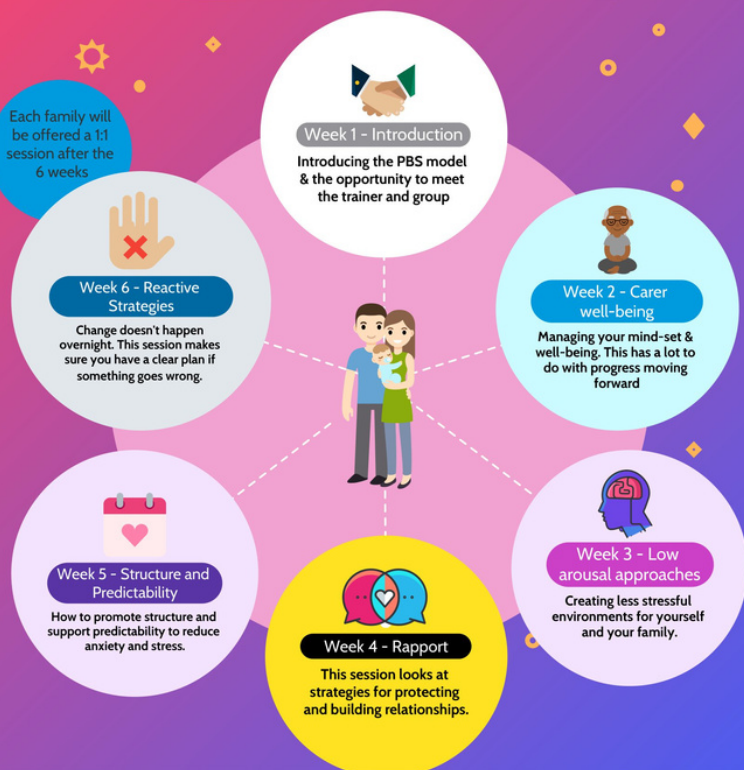 Each family will
be offered a 1:1
session after the
6 weeks
Week 1 - Introduction
Introducing the PBS model
& the opportunity to meet
the trainer and group
Week 2 - Carer
well-being
Managing your mind-set &
well-being. This has a lot to
do with progress moving
forward
Week 3 - Low
arousal approaches
Creating less stressful
environments for yourself
and your family.
Week 4 - Rapport
This session looks at
strategies for protecting
and building relationships.
Week 5 - Structure and
Predictability
How to promote structure and
support predictability to reduce
anxiety and stress.
Week 6 - Reactive
Strategies
Change doesn't happen
overnight. This session makes
sure you have a clear plan if
something goes wrong.